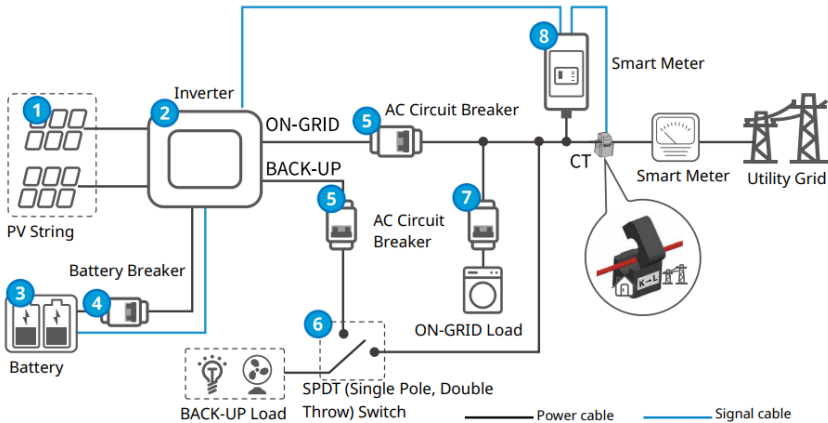 8
Smart Meter
Inverter
1
2
AC Circuit Breaker
5
ON-GRID
CT
Smart Meter
Utility Grid
BACK-UP
5
7
AC Circuit
Breaker
PV String
Battery Breaker
K→L
3
4
6
ON-GRID Load
Battery
SPDT (Single Pole, Double
Throw) Switch
BACK-UP Load
Power cable
Signal cable